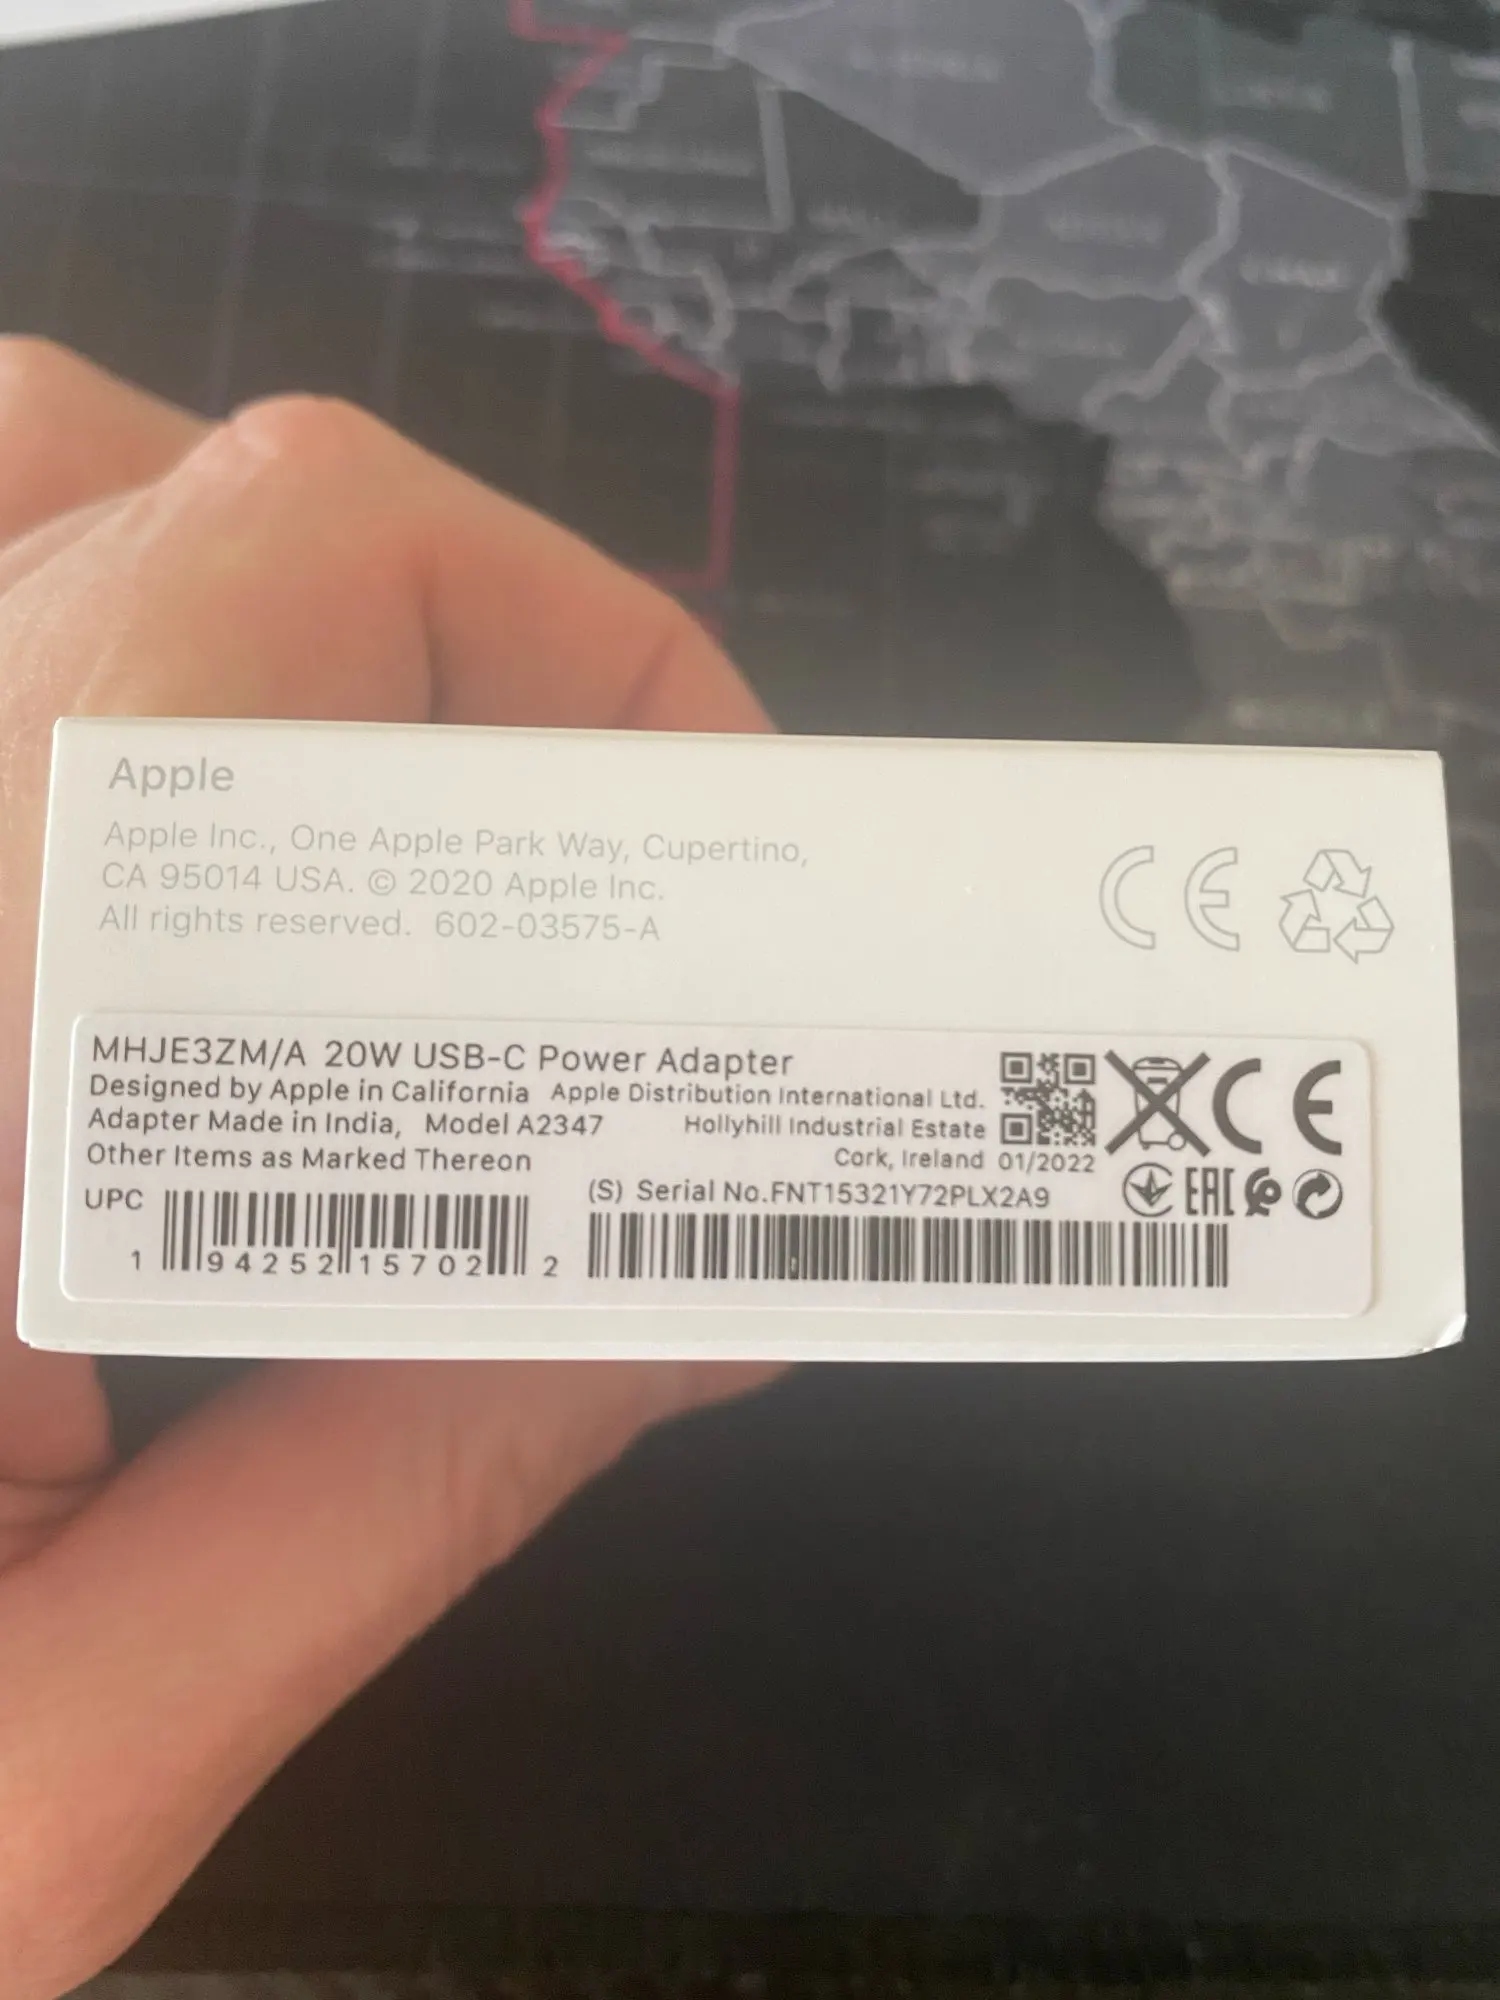 Apple
Apple Inc., One Apple Park Way, Cupertino,
CA 95014 USA. © 2020 Apple Inc.
All rights reserved. 602-03575-A
CE
MHJE3ZM/A 20W USB-C Power Adapter
Designed by Apple in California Apple Distribution International Ltd.
Adapter Made in India, Model A2347 Hollyhill Industrial Estate
Other Items as Marked Thereon Cork, Ireland 01/2022
CE
EAC
UPC
(S) Serial No.FNT15321Y72PLX2A9
1 94252 15702 2